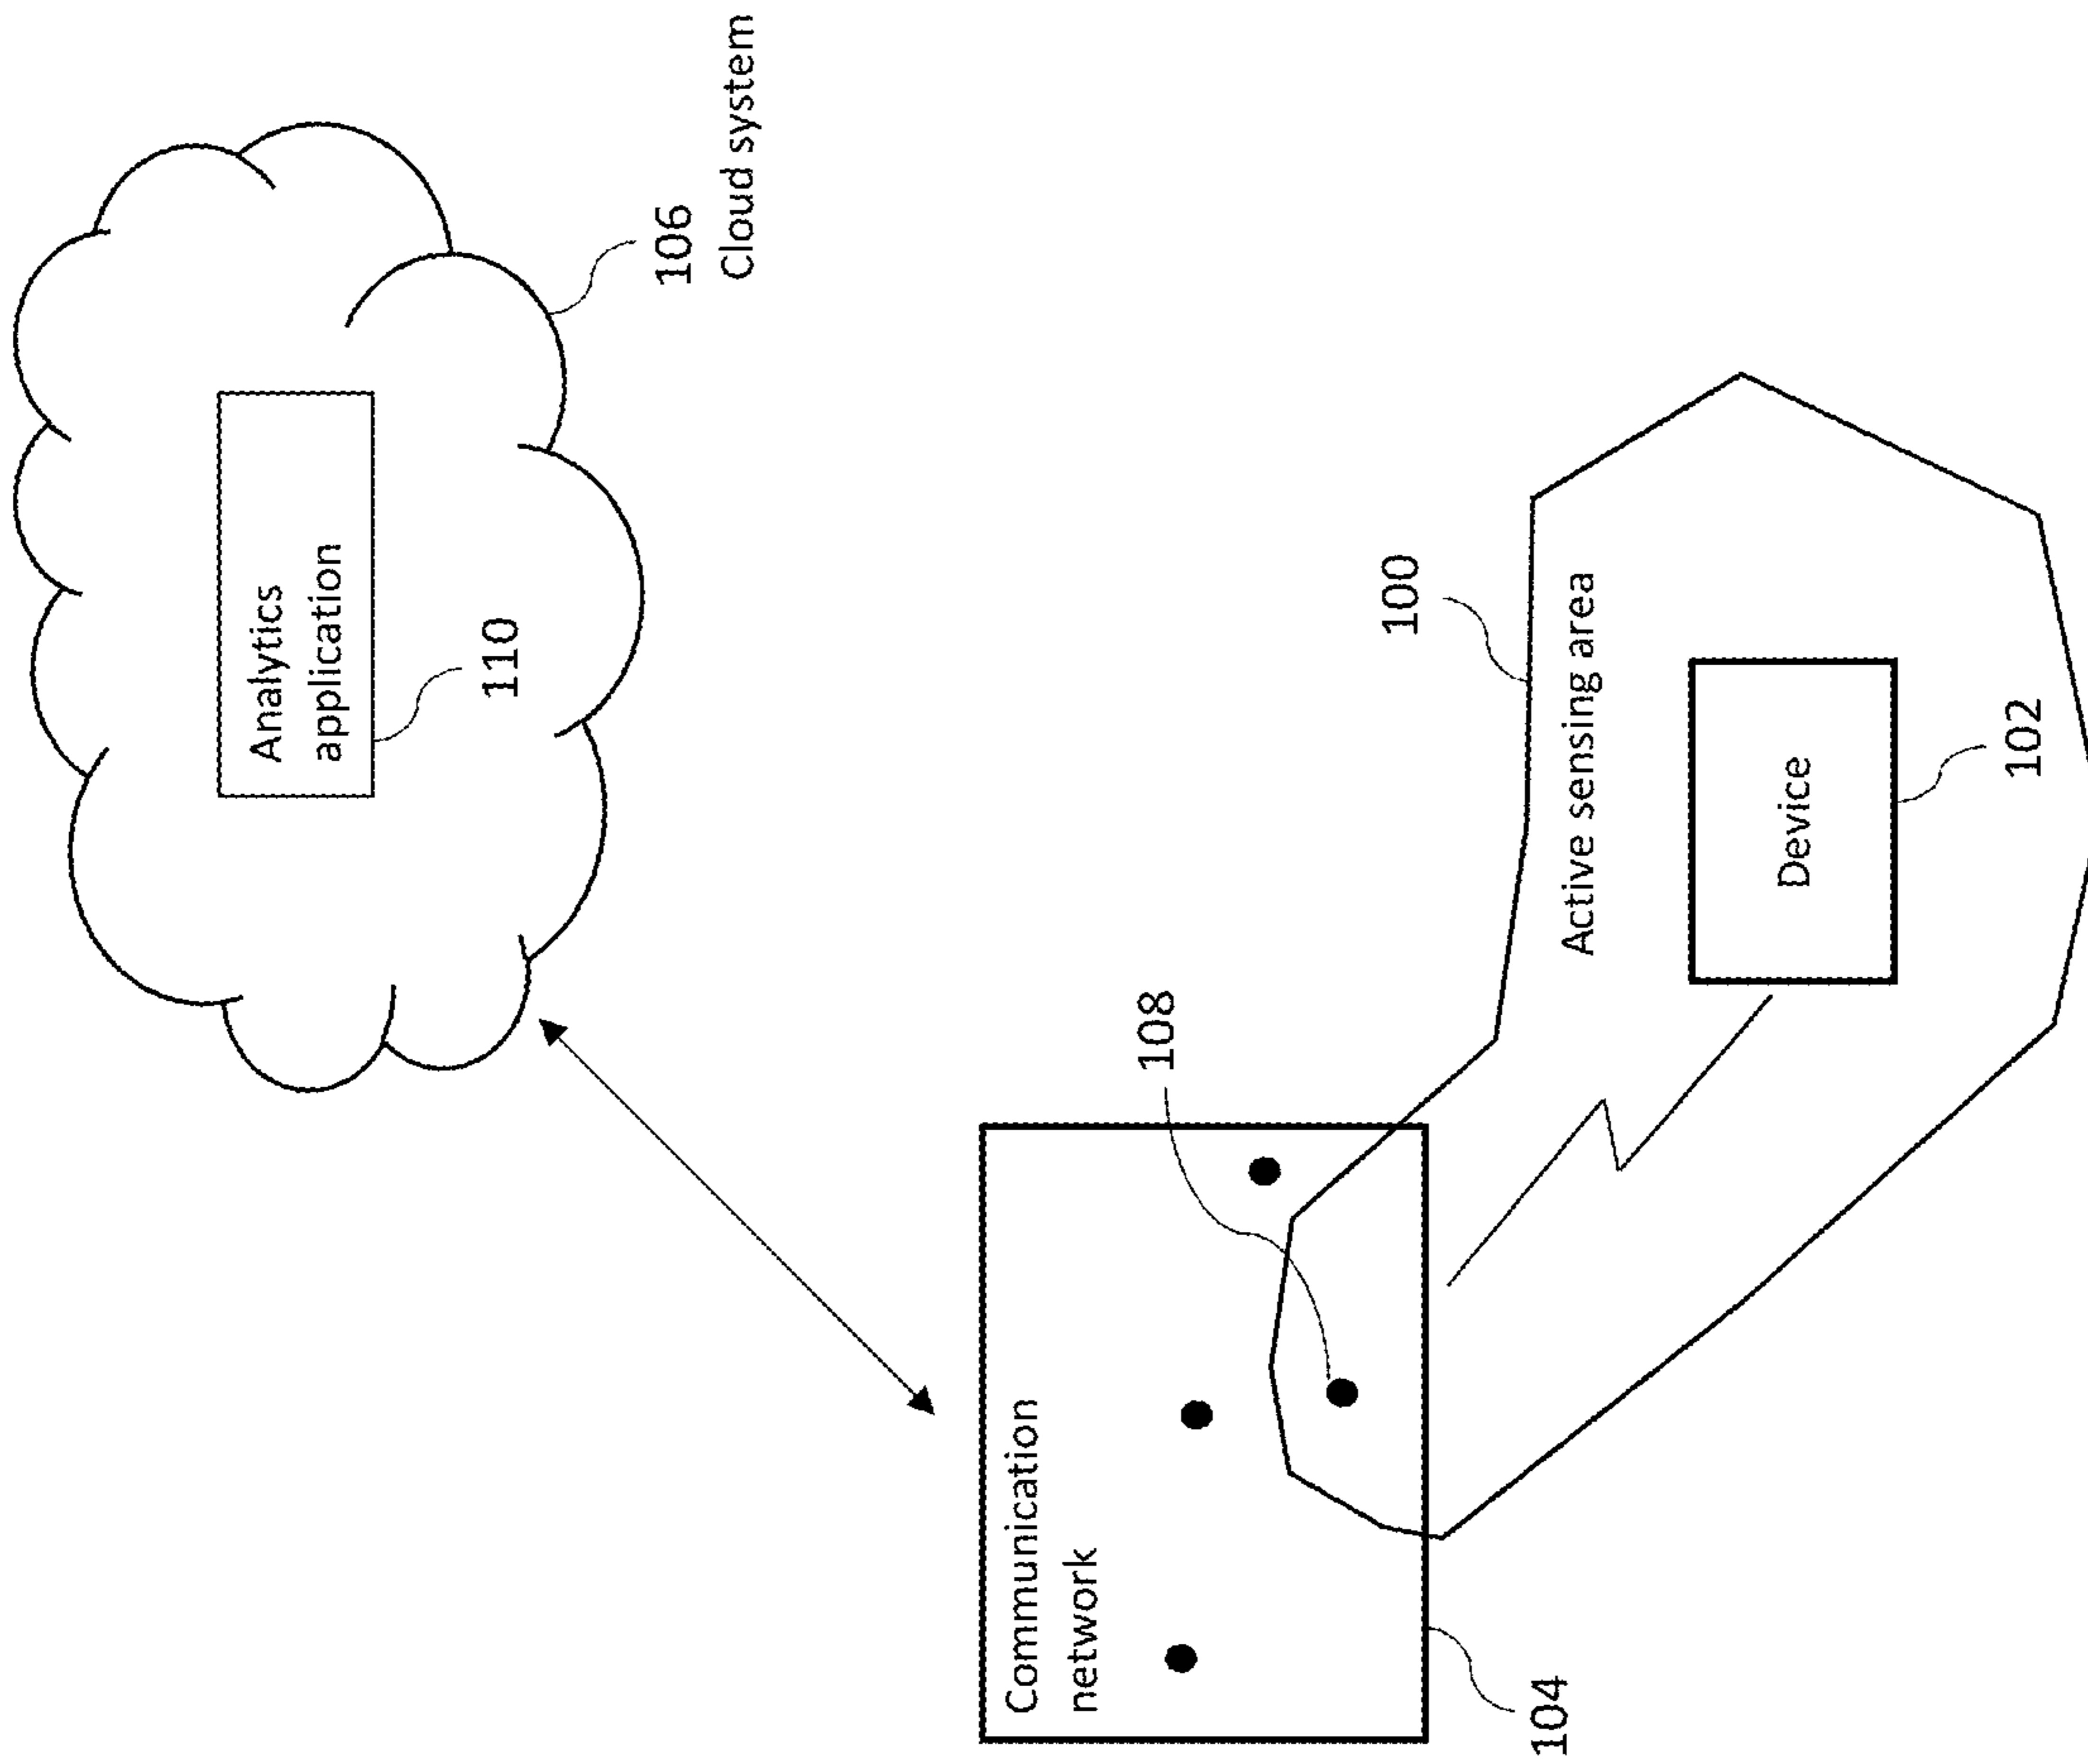 Analytics
application
110
106
Cloud system
Communication
network
108
104
100
Active sensing area
Device
102